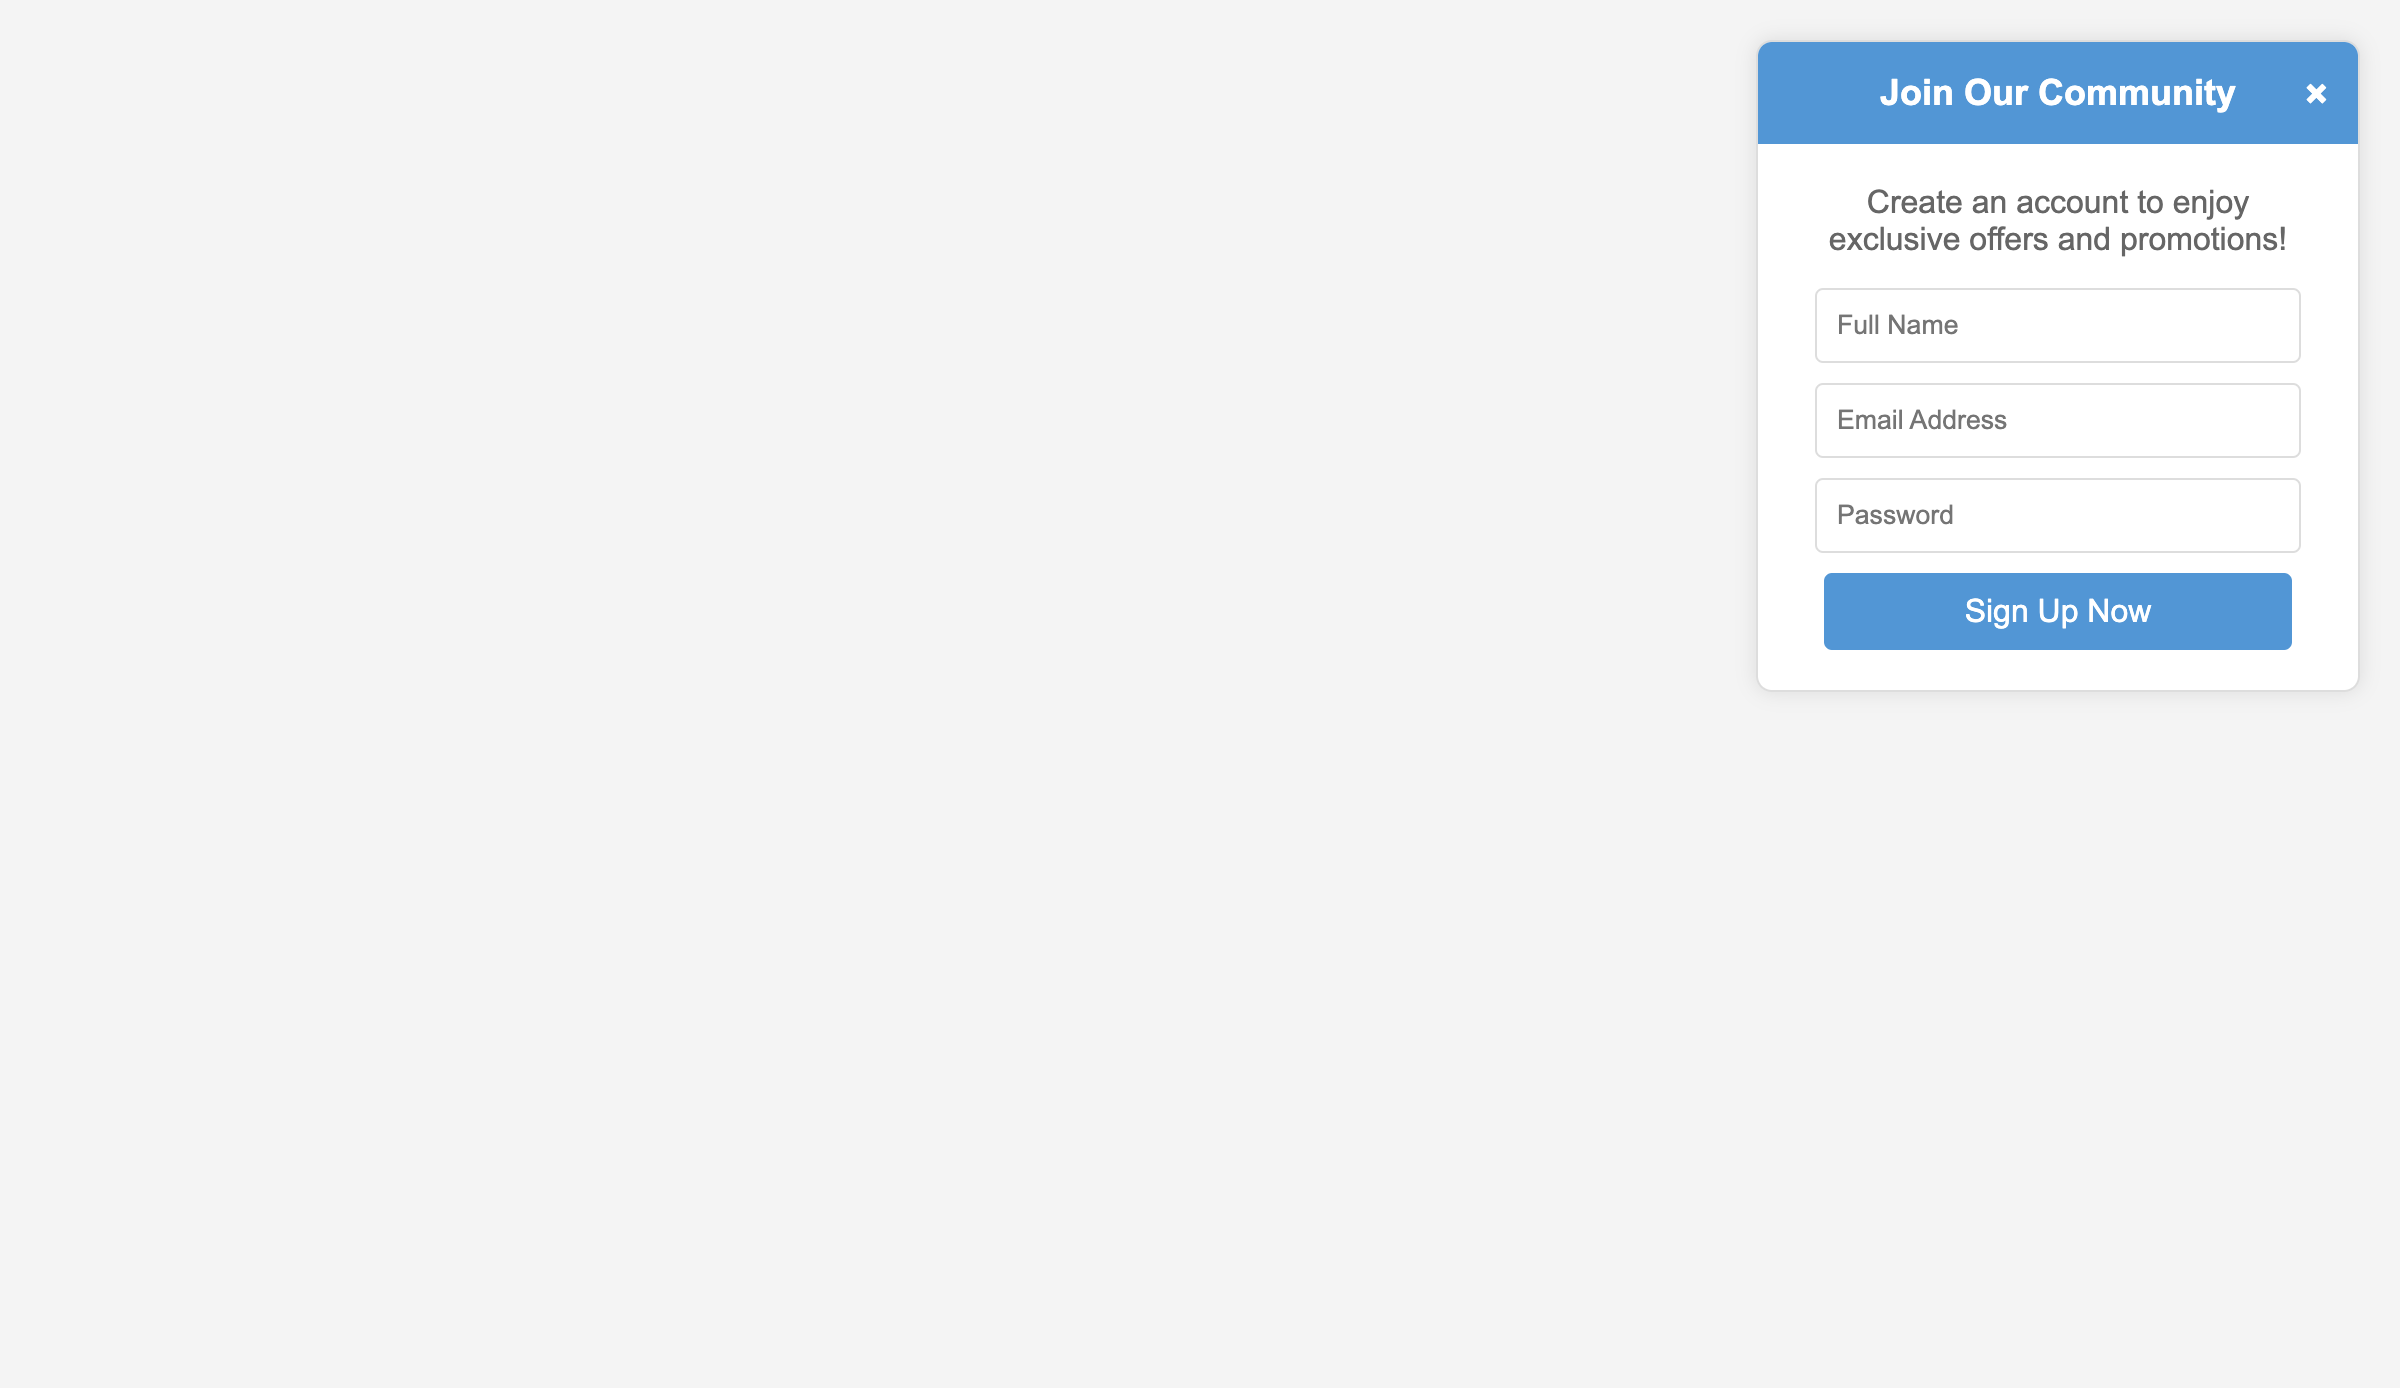 Join Our Community ×
Create an account to enjoy
exclusive offers and promotions!
Full Name
Email Address
Password
Sign Up Now